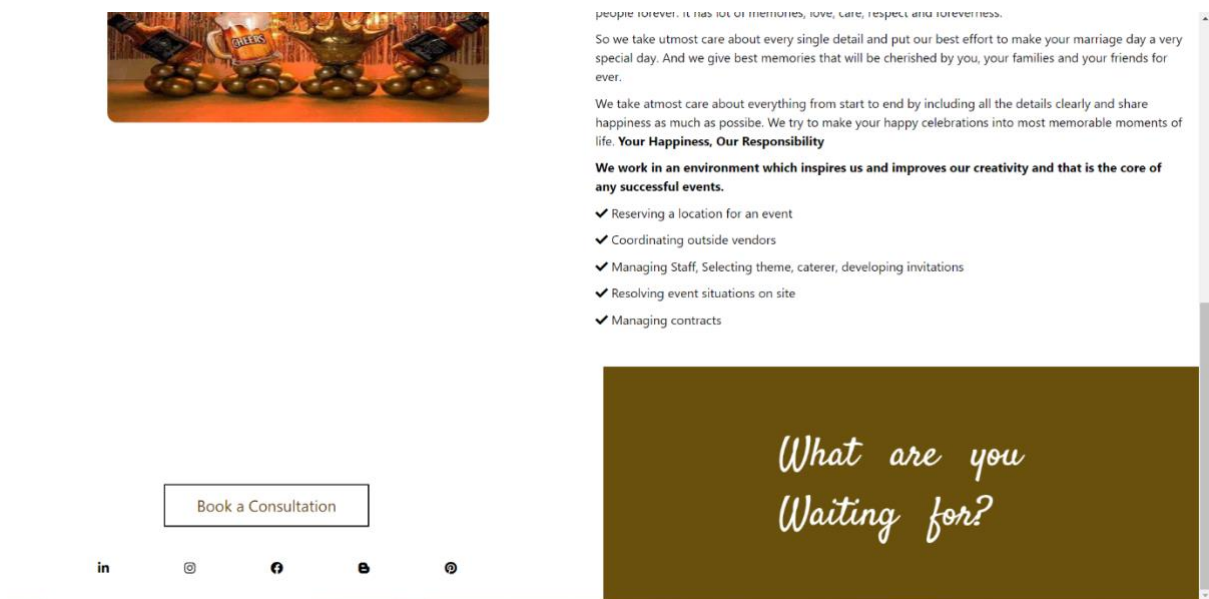 CHEERS
people forever. It has lot of memories, love, care, respect and foreverness.
So we take utmost care about every single detail and put our best effort to make your marriage day a very
special day. And we give best memories that will be cherished by you, your families and your friends for
ever.
We take atmost care about everything from start to end by including all the details clearly and share
happiness as much as possibe. We try to make your happy celebrations into most memorable moments of
life. Your Happiness, Our Responsibility
We work in an environment which inspires us and improves our creativity and that is the core of
any successful events.
✔ Reserving a location for an event
✔ Coordinating outside vendors
✔ Managing Staff, Selecting theme, caterer, developing invitations
✔ Resolving event situations on site
✔ Managing contracts
Book a Consultation
What are you
Waiting for?